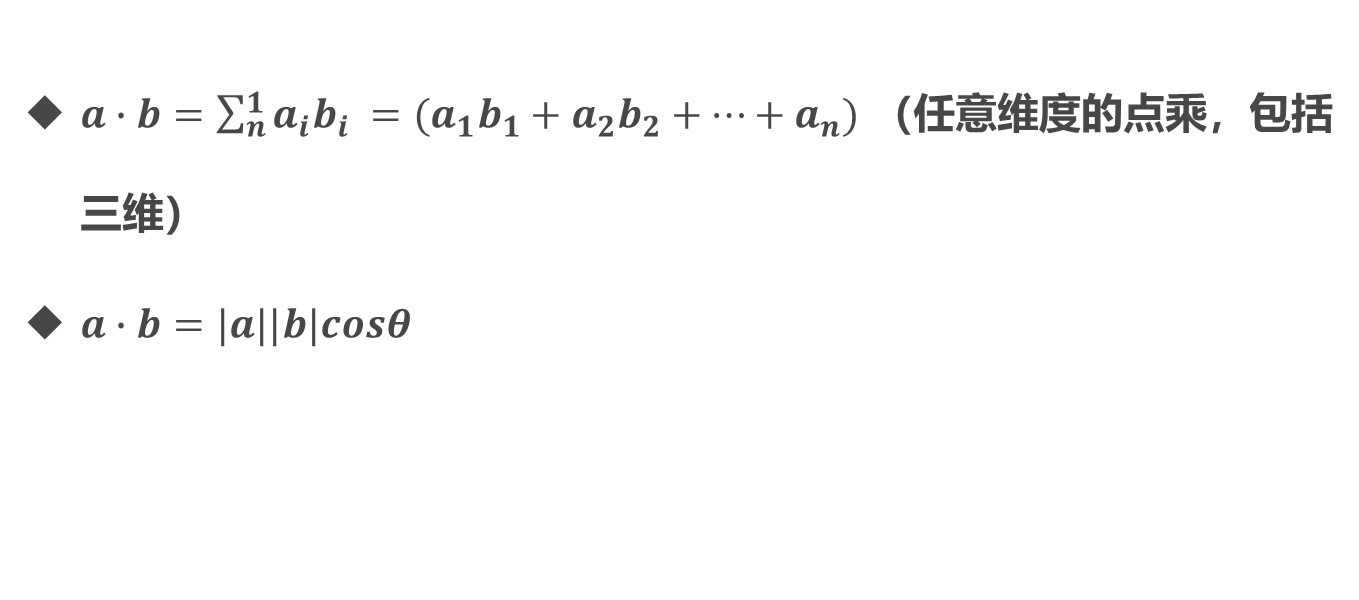 ◆ a · b = ∑ₙ¹ aᵢbᵢ = (a₁b₁ + a₂b₂ + ⋯ + aₙ) （任意维度的点乘，包括
三维）
◆ a · b = |a||b|cosθ